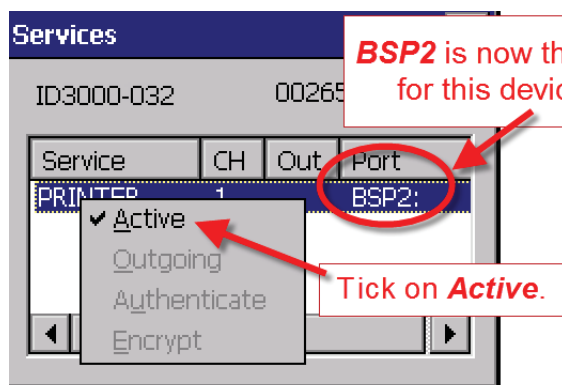 Services
BSP2 is now th
for this devic
ID3000-032 00265
Service CH Out Port
PRINTER 1 BSP2:
Active
Outgoing
Tick on Active.
Authenticate
Encrypt